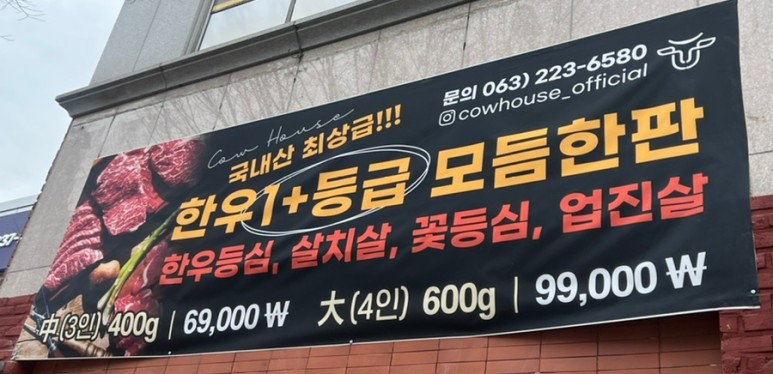 문의 063) 223-6580
cowhouse_official
Cow House
국내산 최상급!!!
한우1+등급 모듬한판
한우등심, 살치살, 꽃등심, 업진살
中(3인) 400g | 69,000 ₩ 大(4인) 600g | 99,000 ₩